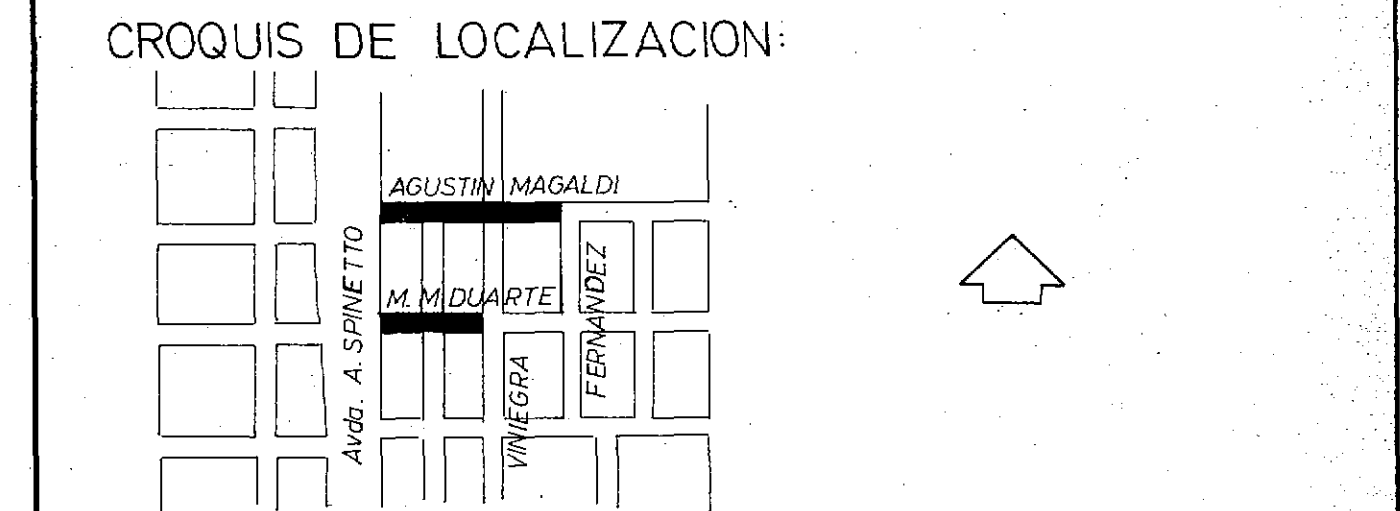 CROQUIS DE LOCALIZACION:
AGUSTIN MAGALDI
M. M. DUARTE
Avda. A. SPINETTO
VINIEGRA
FERNANDEZ